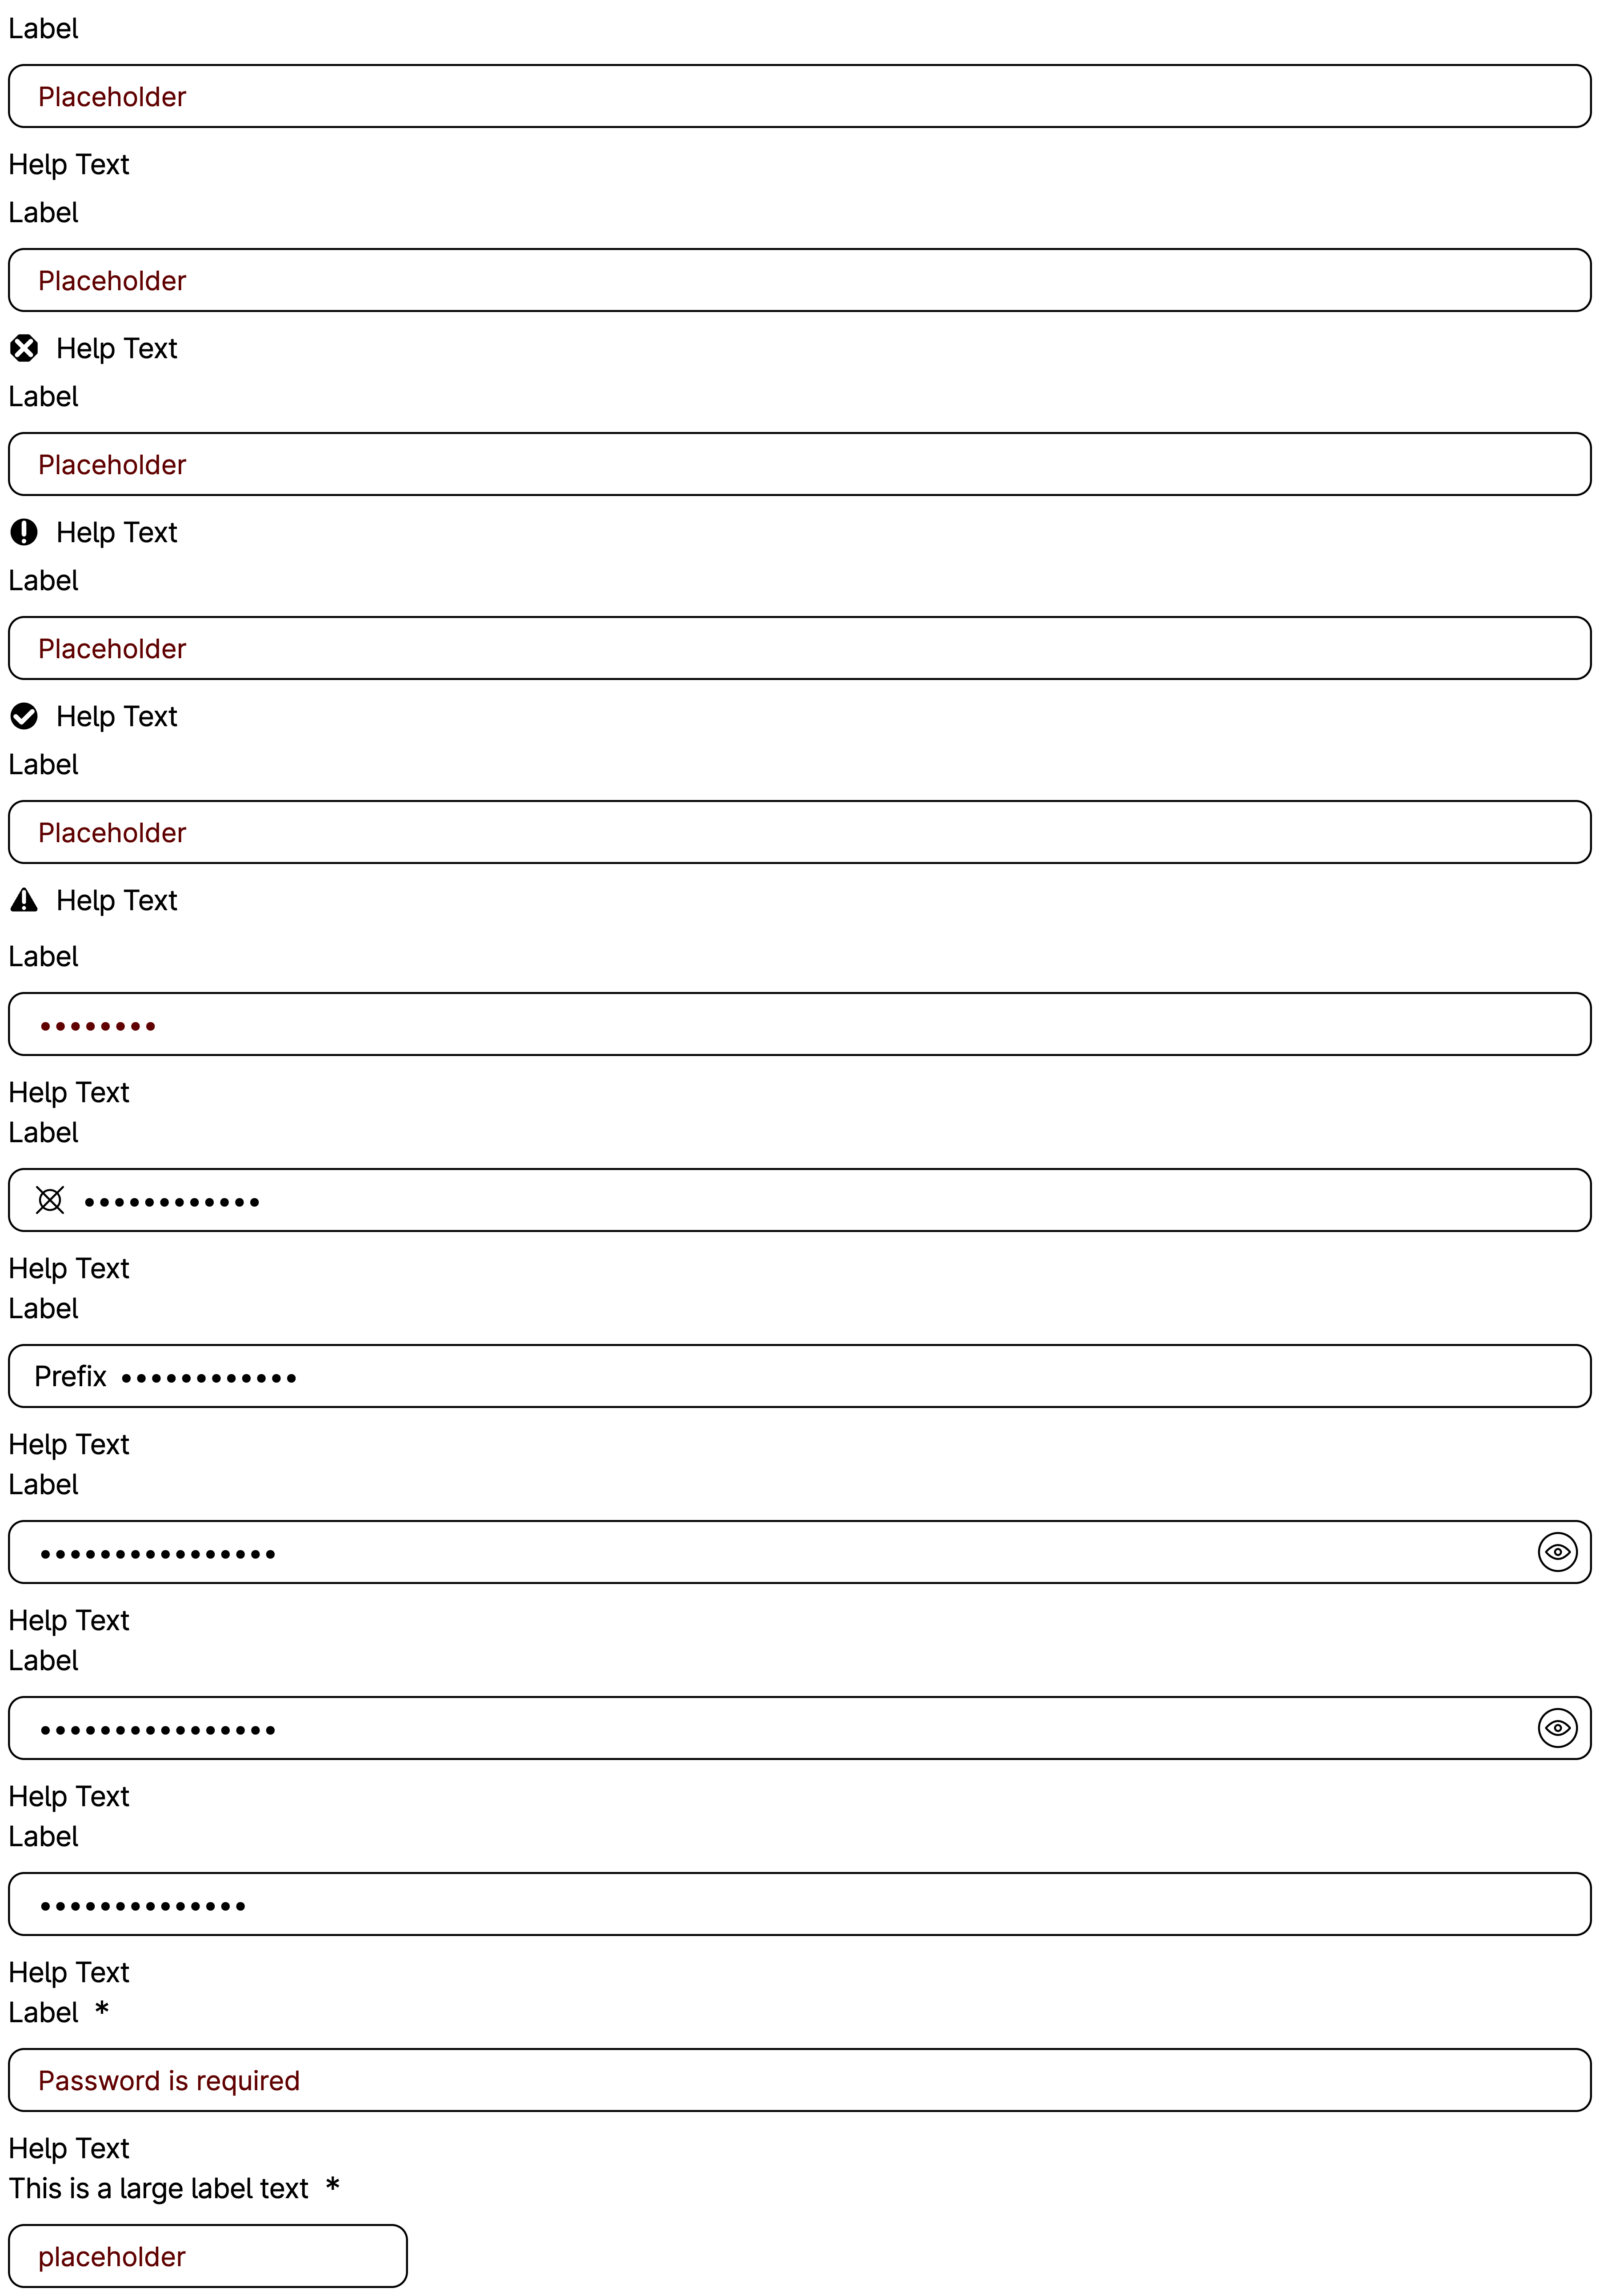 Label
Placeholder
Help Text
Label
Placeholder
Help Text
Label
Placeholder
Help Text
Label
Placeholder
Help Text
Label
Placeholder
Help Text
Label
••••••••
Help Text
Label
••••••••••••
Help Text
Label
Prefix ••••••••••••
Help Text
Label
••••••••••••••••
Help Text
Label
••••••••••••••••
Help Text
Label
••••••••••••••
Help Text
Label *
Password is required
Help Text
This is a large label text *
placeholder